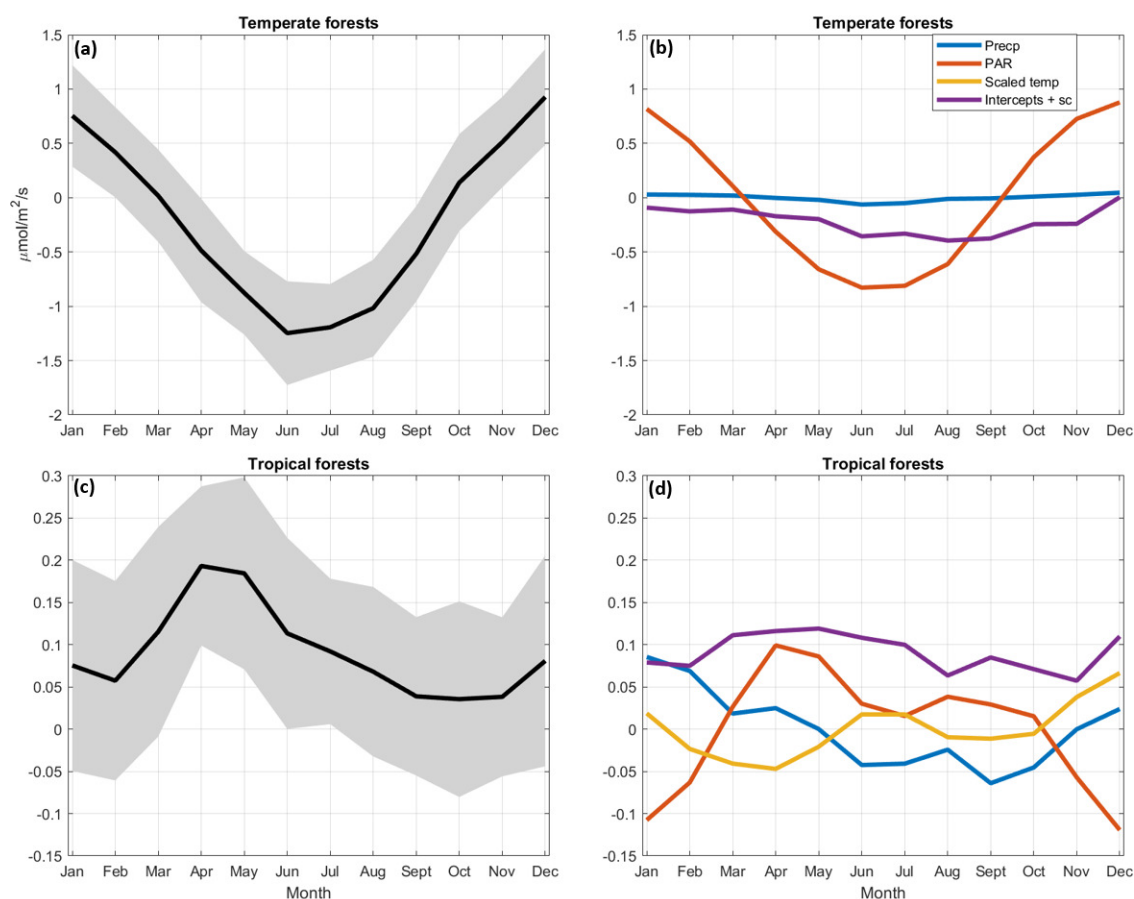 Temperate forests
(a)
1.5
1
0.5
0
-0.5
-1
-1.5
-2
μmol/m²/s
Jan Feb Mar Apr May Jun Jul Aug Sept Oct Nov Dec
Temperate forests
(b)
Precp
PAR
Scaled temp
Intercepts + sc
1.5
1
0.5
0
-0.5
-1
-1.5
-2
Jan Feb Mar Apr May Jun Jul Aug Sept Oct Nov Dec
Tropical forests
(c)
0.3
0.25
0.2
0.15
0.1
0.05
0
-0.05
-0.1
-0.15
Jan Feb Mar Apr May Jun Jul Aug Sept Oct Nov Dec
Month
Tropical forests
(d)
0.3
0.25
0.2
0.15
0.1
0.05
0
-0.05
-0.1
-0.15
Jan Feb Mar Apr May Jun Jul Aug Sept Oct Nov Dec
Month